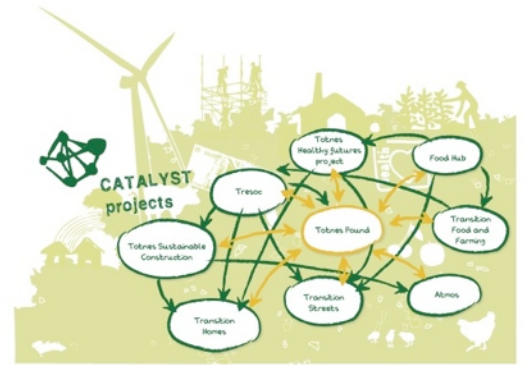 CATALYST
projects
Totnes
Healthy futures
project
Food Hub
Tresoc
Totnes Pound
Transition
Food and
Farming
Totnes Sustainable
Construction
Transition
Homes
Transition
Streets
Atmos